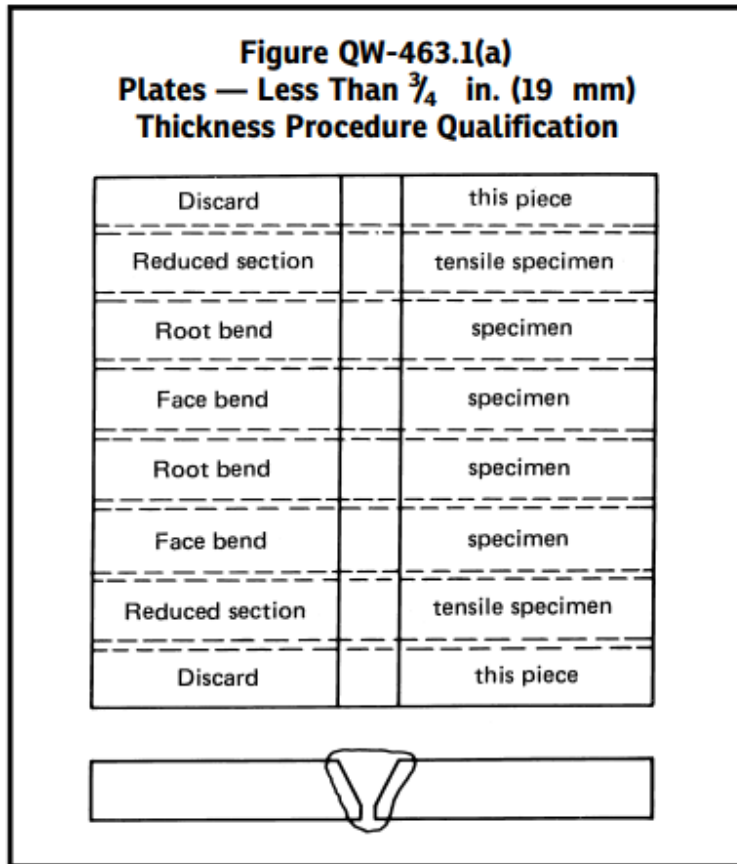 Figure QW-463.1(a)
Plates — Less Than 3/4 in. (19 mm)
Thickness Procedure Qualification
Discard this piece
Reduced section tensile specimen
Root bend specimen
Face bend specimen
Root bend specimen
Face bend specimen
Reduced section tensile specimen
Discard this piece